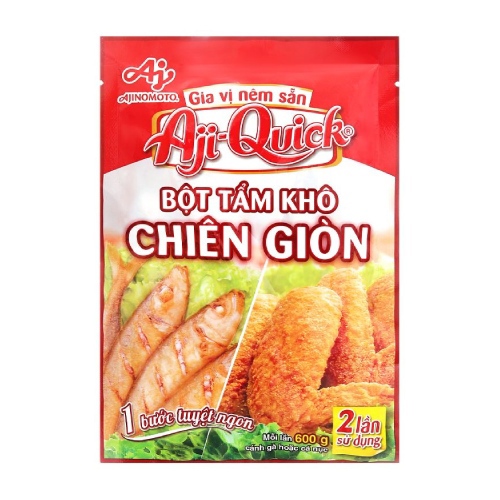 AJINOMOTO.
Gia vị nêm sẵn
Aji-Quick®
BỘT TẨM KHÔ
CHIÊN GIÒN
1 bước tuyệt ngon
Mỗi lần 600 g
cánh gà hoặc cá nục
2 lần
sử dụng